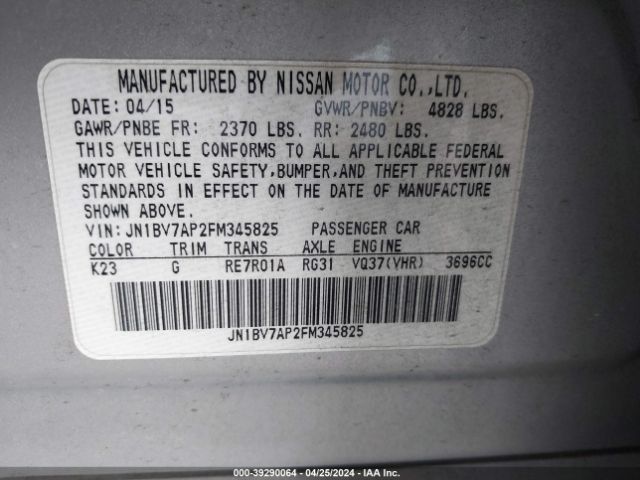 MANUFACTURED BY NISSAN MOTOR CO.,LTD.
DATE: 04/15 GVWR/PNBV: 4828 LBS.
GAWR/PNBE FR: 2370 LBS. RR: 2480 LBS.
THIS VEHICLE CONFORMS TO ALL APPLICABLE FEDERAL
MOTOR VEHICLE SAFETY,BUMPER,AND THEFT PREVENTION
STANDARDS IN EFFECT ON THE DATE OF MANUFACTURE
SHOWN ABOVE.
VIN: JN1BV7AP2FM345825 PASSENGER CAR
COLOR TRIM TRANS AXLE ENGINE
K23 G RE7R01A RG31 VQ37(VHR) 3696CC
JN1BV7AP2FM345825
000-39290064 - 04/25/2024 - IAA Inc.